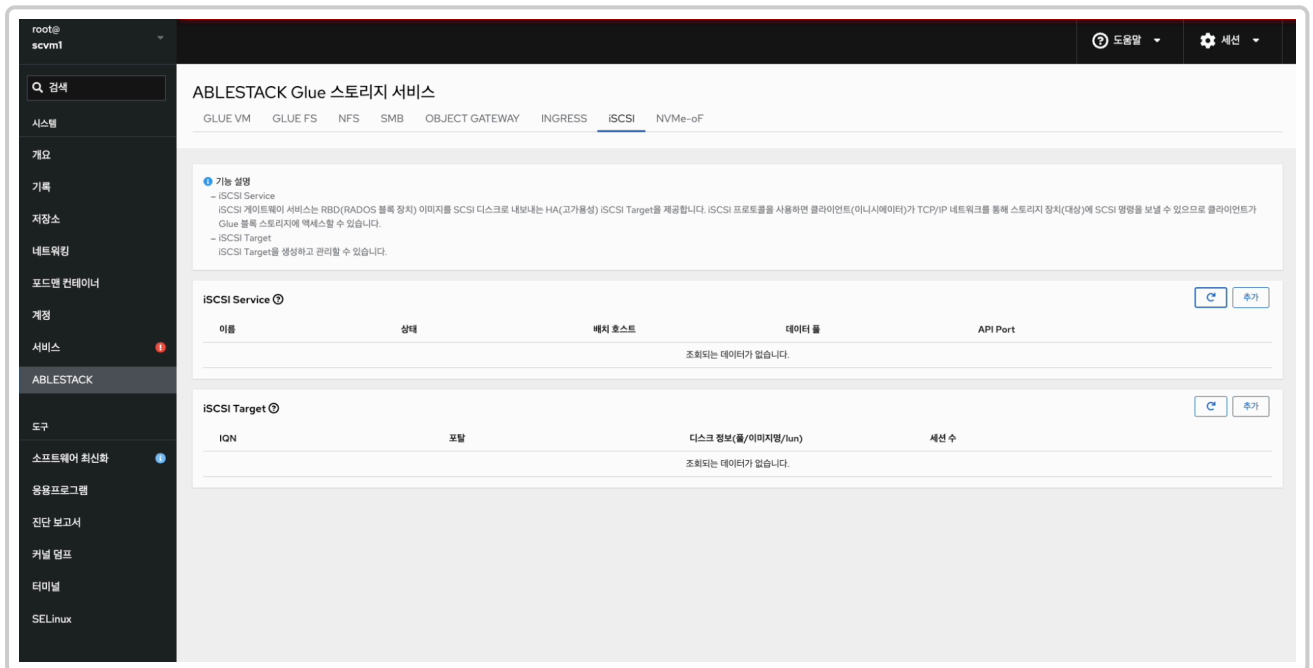 root@
scvm1
도움말
세션
검색
시스템
개요
기록
저장소
네트워킹
포드맨 컨테이너
계정
서비스
ABLESTACK
도구
소프트웨어 최신화
응용프로그램
진단 보고서
커널 덤프
터미널
SELinux
ABLESTACK Glue 스토리지 서비스
GLUE VM GLUE FS NFS SMB OBJECT GATEWAY INGRESS iSCSI NVMe-oF
기능 설명
– iSCSI Service
iSCSI 게이트웨이 서비스는 RBD(RADOS 블록 장치) 이미지를 SCSI 디스크로 내보내는 HA(고가용성) iSCSI Target을 제공합니다. iSCSI 프로토콜을 사용하면 클라이언트(이니시에이터)가 TCP/IP 네트워크를 통해 스토리지 장치(대상)에 SCSI 명령을 보낼 수 있으므로 클라이언트가
Glue 블록 스토리지에 액세스할 수 있습니다.
– iSCSI Target
iSCSI Target을 생성하고 관리할 수 있습니다.
iSCSI Service
추가
이름 상태 배치 호스트 데이터 풀 API Port
조회되는 데이터가 없습니다.
iSCSI Target
추가
IQN 포탈 디스크 정보(풀/이미지명/lun) 세션 수
조회되는 데이터가 없습니다.